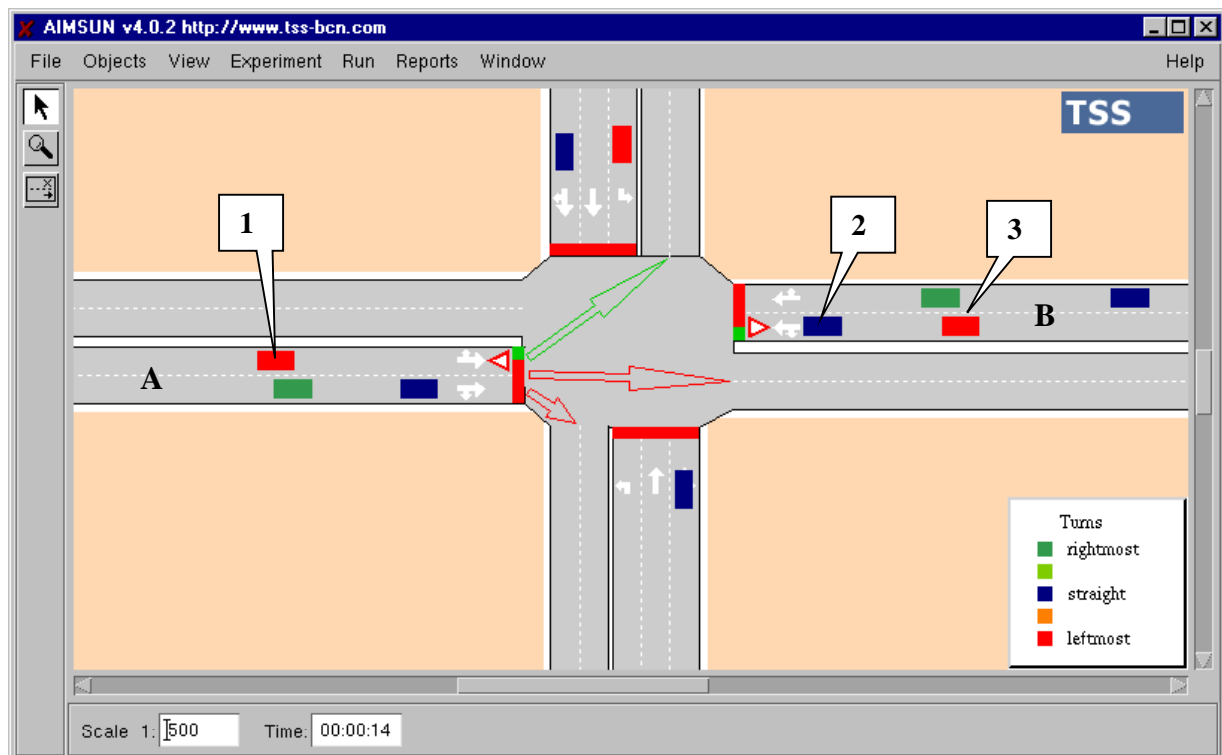 AIMSUN v4.0.2 http://www.tss-bcn.com
File Objects View Experiment Run Reports Window Help
TSS
1
2
3
B
A
Turns
rightmost
straight
leftmost
Scale 1: 500 Time: 00:00:14